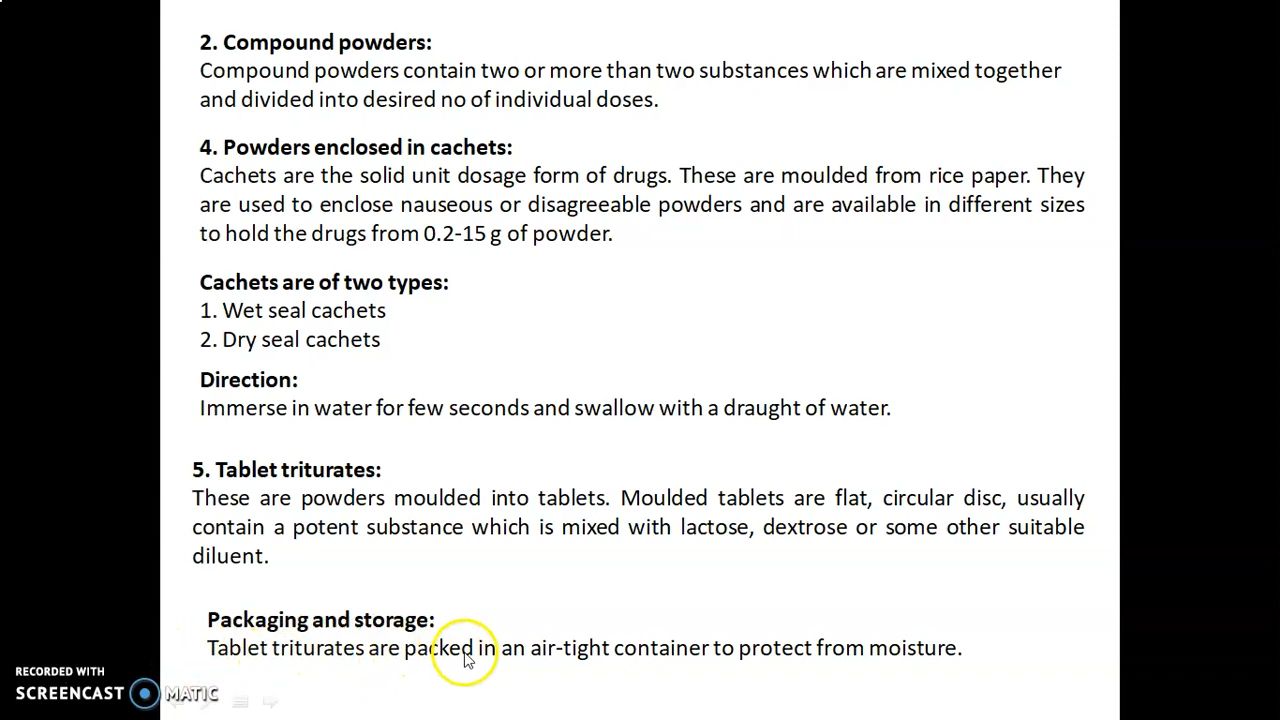 2. Compound powders:
Compound powders contain two or more than two substances which are mixed together
and divided into desired no of individual doses.
4. Powders enclosed in cachets:
Cachets are the solid unit dosage form of drugs. These are moulded from rice paper. They
are used to enclose nauseous or disagreeable powders and are available in different sizes
to hold the drugs from 0.2-15 g of powder.
Cachets are of two types:
1. Wet seal cachets
2. Dry seal cachets
Direction:
Immerse in water for few seconds and swallow with a draught of water.
5. Tablet triturates:
These are powders moulded into tablets. Moulded tablets are flat, circular disc, usually
contain a potent substance which is mixed with lactose, dextrose or some other suitable
diluent.
Packaging and storage:
Tablet triturates are packed in an air-tight container to protect from moisture.
RECORDED WITH
SCREENCAST MATIC